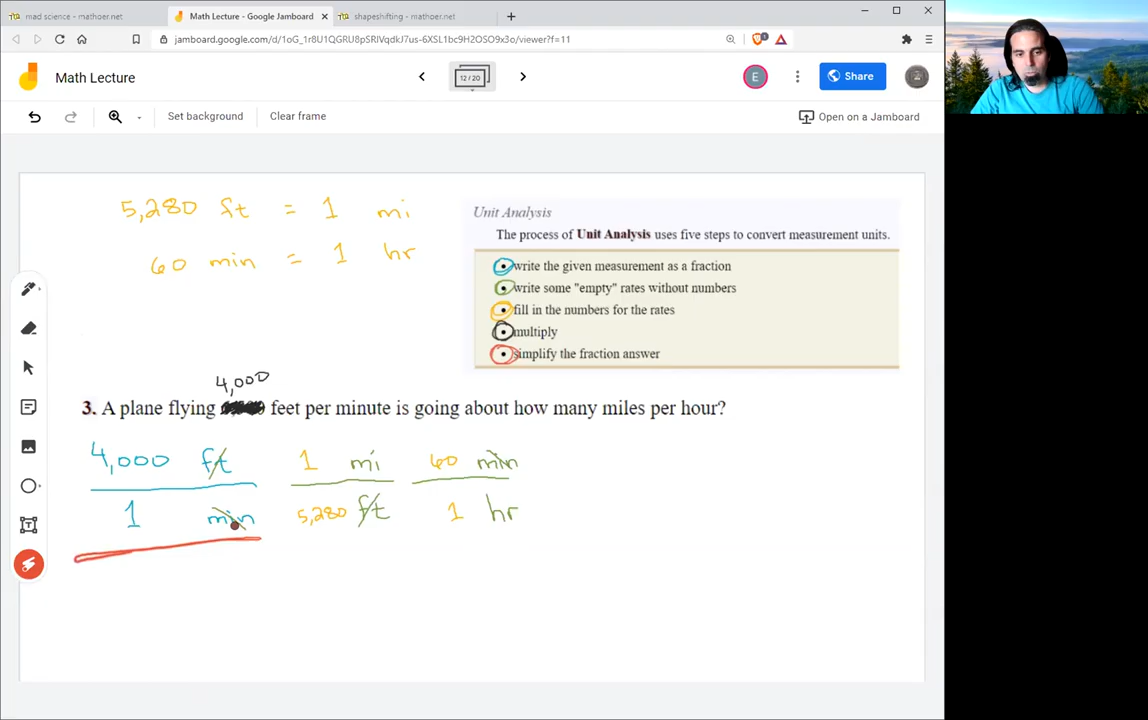 mad science - mathoer.net
Math Lecture - Google Jamboard
shapeshifting - mathoer.net
jamboard.google.com/d/1oG_1r8U1QGRU8pSRIVqdkJ7us-6XSL1bc9H2OSO9x3o/viewer?f=11
Math Lecture
12 / 20
E
Share
Set background
Clear frame
Open on a Jamboard
5,280 ft = 1 mi
60 min = 1 hr
Unit Analysis
The process of Unit Analysis uses five steps to convert measurement units.
write the given measurement as a fraction
write some "empty" rates without numbers
fill in the numbers for the rates
multiply
simplify the fraction answer
4,000
3. A plane flying feet per minute is going about how many miles per hour?
4,000 ft 1 mi 60 min
1 min 5,280 ft 1 hr